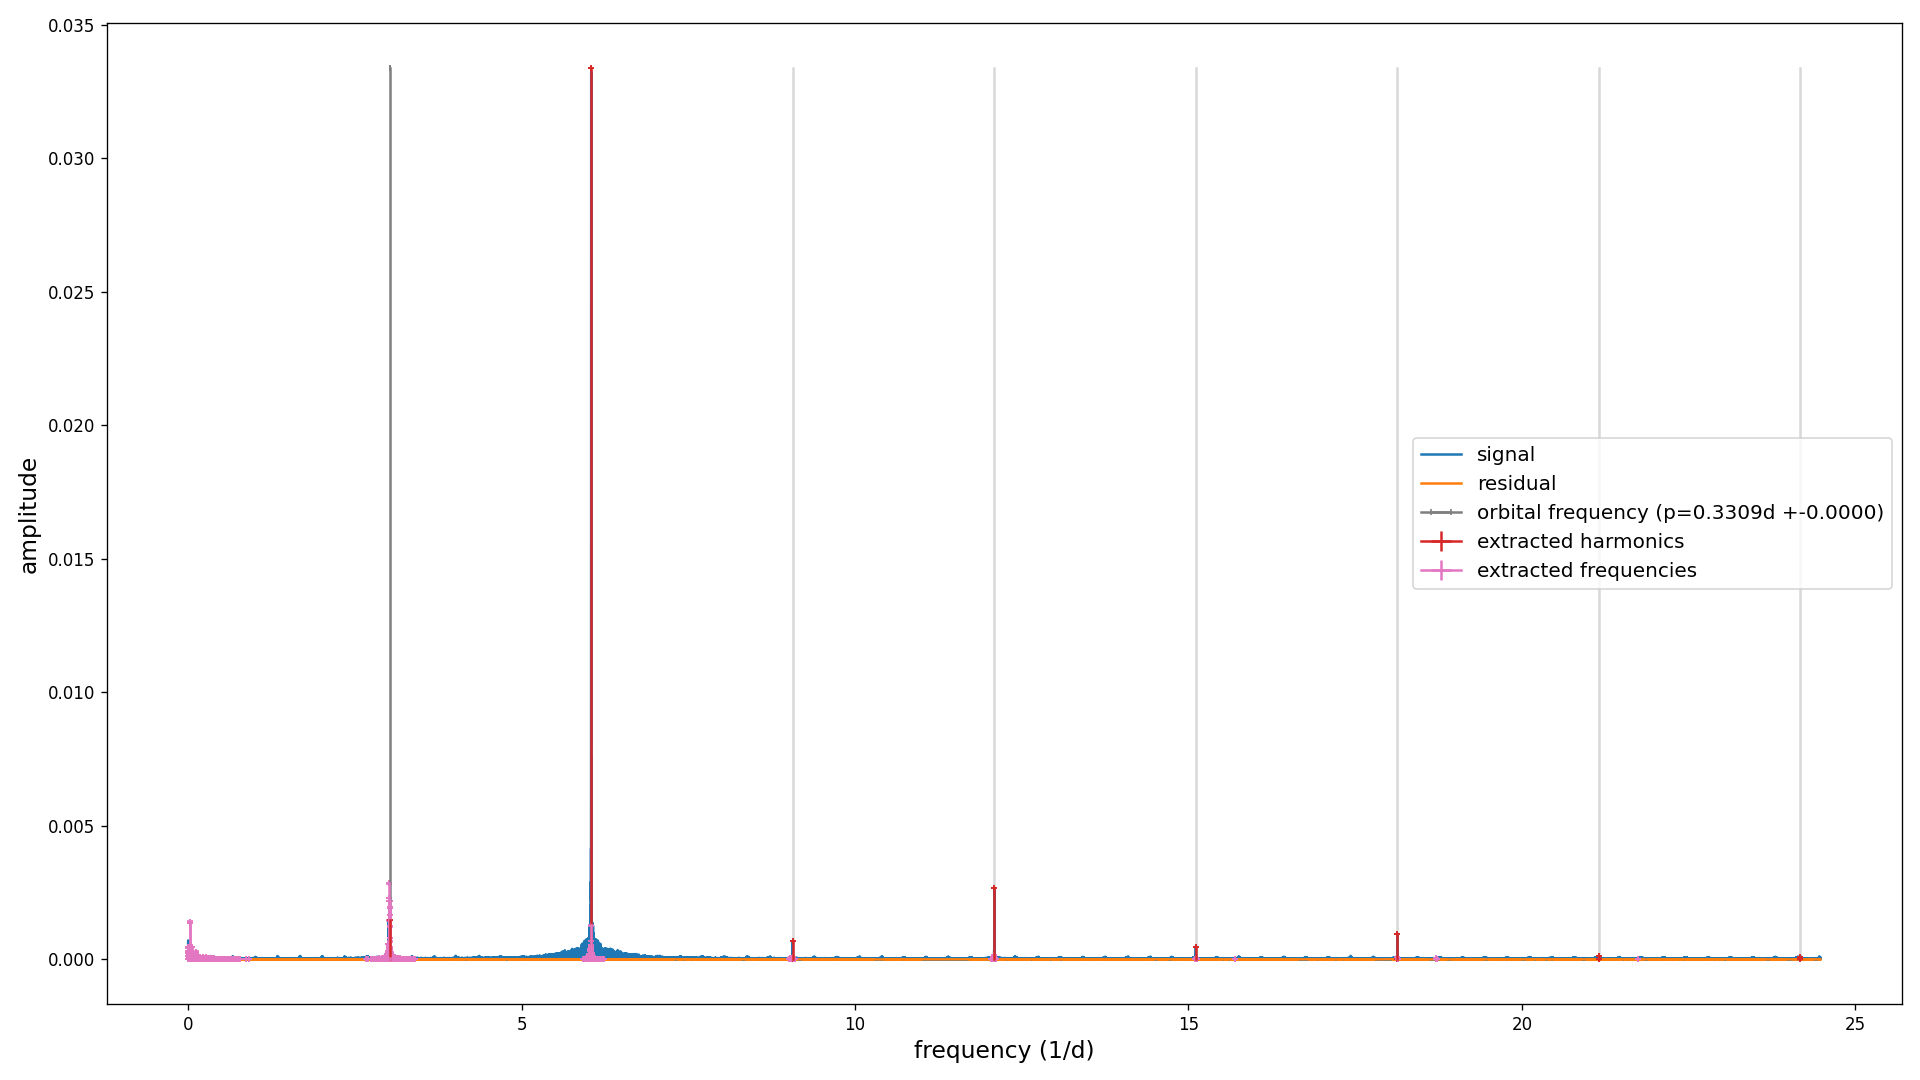 0.035
0.030
0.025
0.020
0.015
0.010
0.005
0.000
amplitude
0
5
10
15
20
25
frequency (1/d)
signal
residual
orbital frequency (p=0.3309d +-0.0000)
extracted harmonics
extracted frequencies